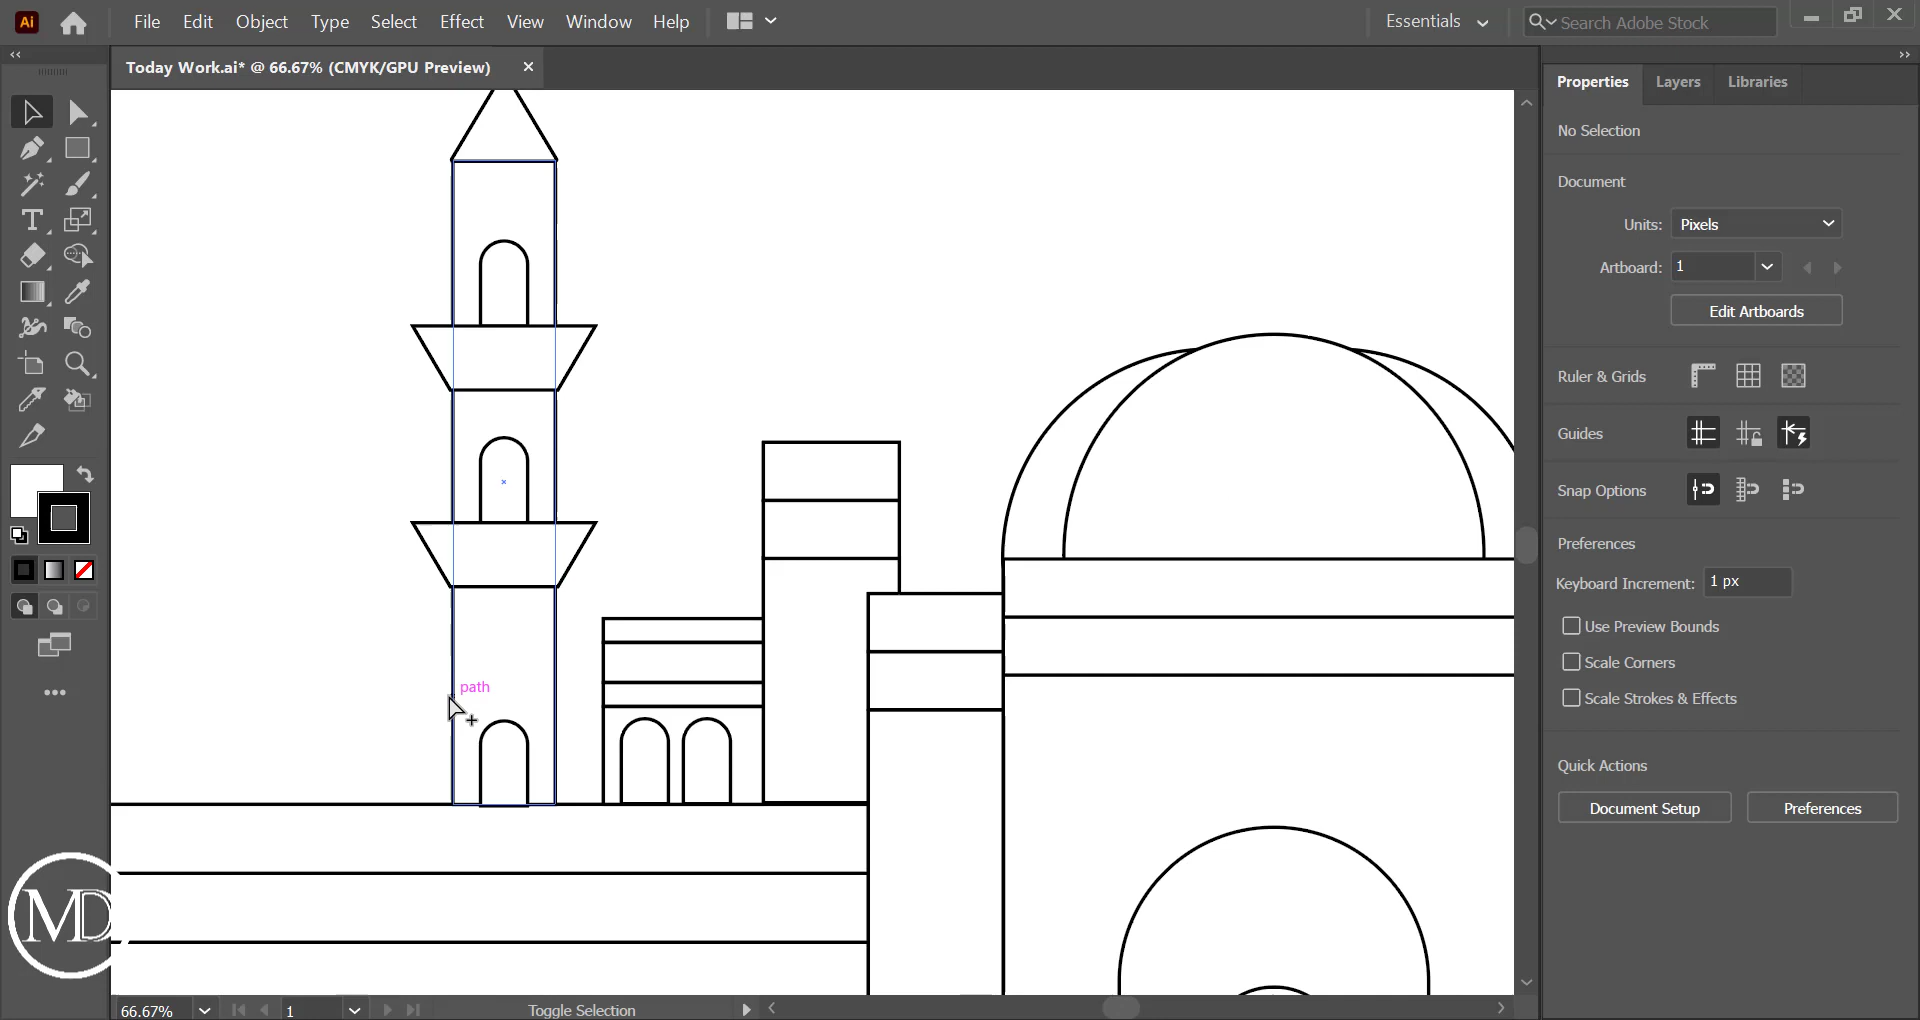 Ai File Edit Object Type Select Effect View Window Help Essentials Search Adobe Stock
Today Work.ai* @ 66.67% (CMYK/GPU Preview)
Properties Layers Libraries
No Selection
Document
Units: Pixels
Artboard: 1
Edit Artboards
Ruler & Grids
Guides
Snap Options
Preferences
Keyboard Increment: 1 px
Use Preview Bounds
Scale Corners
Scale Strokes & Effects
Quick Actions
Document Setup Preferences
path
MD
66.67% 1 Toggle Selection